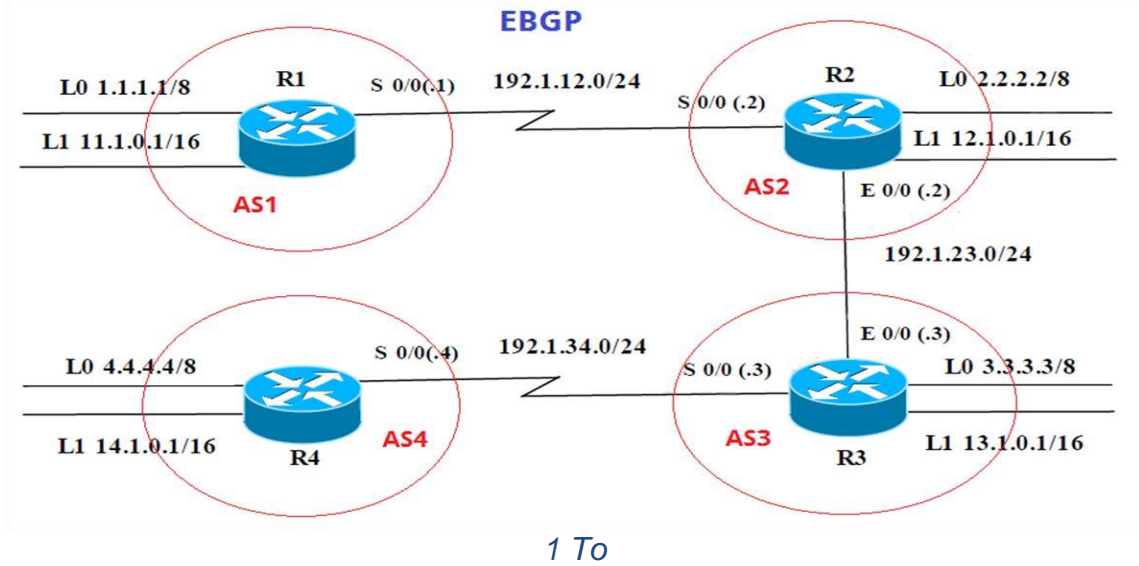 EBGP
R1
L0 1.1.1.1/8
S 0/0(.1)
192.1.12.0/24
L1 11.1.0.1/16
AS1
R2
L0 2.2.2.2/8
S 0/0 (.2)
L1 12.1.0.1/16
AS2
E 0/0 (.2)
192.1.23.0/24
L0 4.4.4.4/8
S 0/0(.4)
192.1.34.0/24
L1 14.1.0.1/16
AS4
R4
E 0/0 (.3)
S 0/0 (.3)
L0 3.3.3.3/8
AS3
L1 13.1.0.1/16
R3
1 To